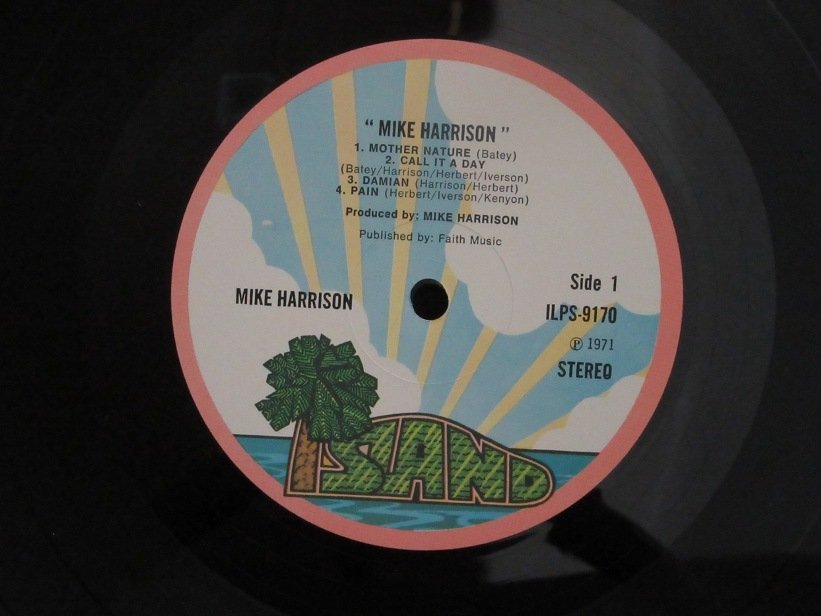 " MIKE HARRISON "
1. MOTHER NATURE (Batey)
2. CALL IT A DAY
(Batey/Harrison/Herbert/Iverson)
3. DAMIAN (Harrison/Herbert)
4. PAIN (Herbert/Iverson/Kenyon)
Produced by: MIKE HARRISON
Published by: Faith Music
MIKE HARRISON
Side 1
ILPS-9170
Ⓟ 1971
STEREO
ISLAND